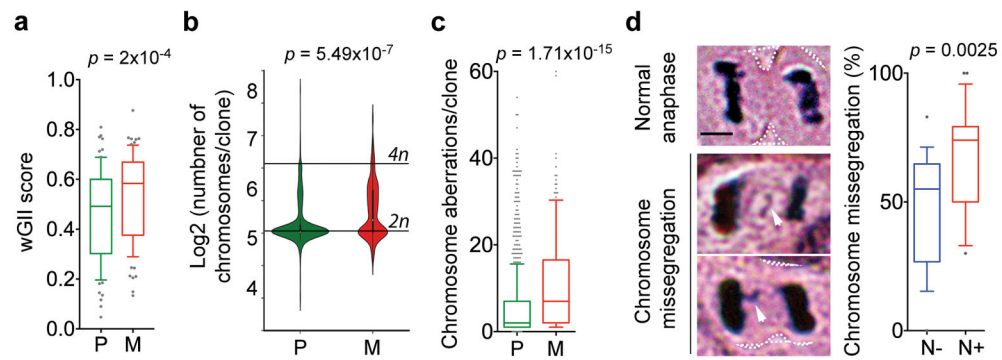 a
p = 2x10-4
wGII score
1.0
0.8
0.6
0.4
0.2
0.0
P M
b
p = 5.49x10-7
Log2 (numbner of
chromosomes/clone)
8
7
6
5
4
4n
2n
P M
c
p = 1.71x10-15
Chromosome aberrations/clone
60
40
20
0
P M
d
Normal
anaphase
Chromosome
missegregation
p = 0.0025
Chromosome missegregation (%)
100
50
0
N- N+